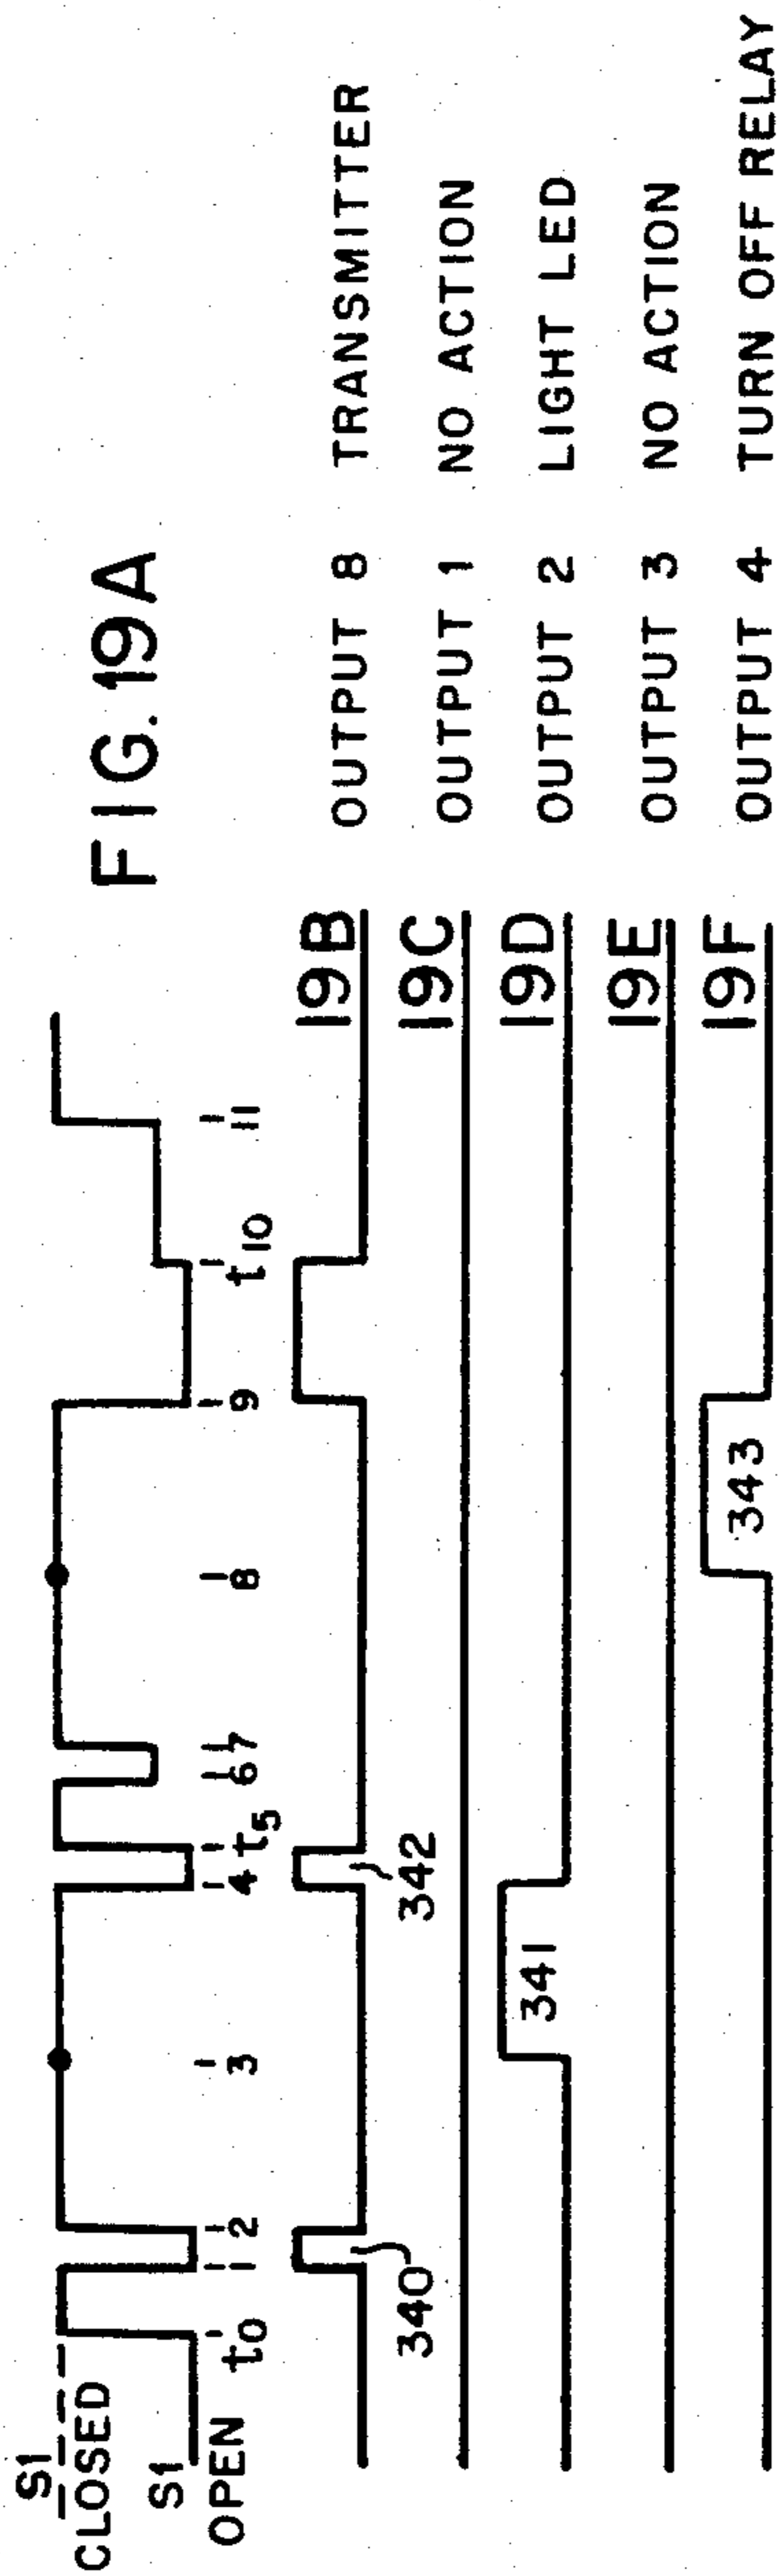 FIG. 19A
S1
CLOSED
S1
OPEN
t0 1 2 3 4 t5 6 7 8 9 t10 11
19B OUTPUT 8 TRANSMITTER
340 342
19C OUTPUT 1 NO ACTION
19D OUTPUT 2 LIGHT LED
341
19E OUTPUT 3 NO ACTION
19F OUTPUT 4 TURN OFF RELAY
343